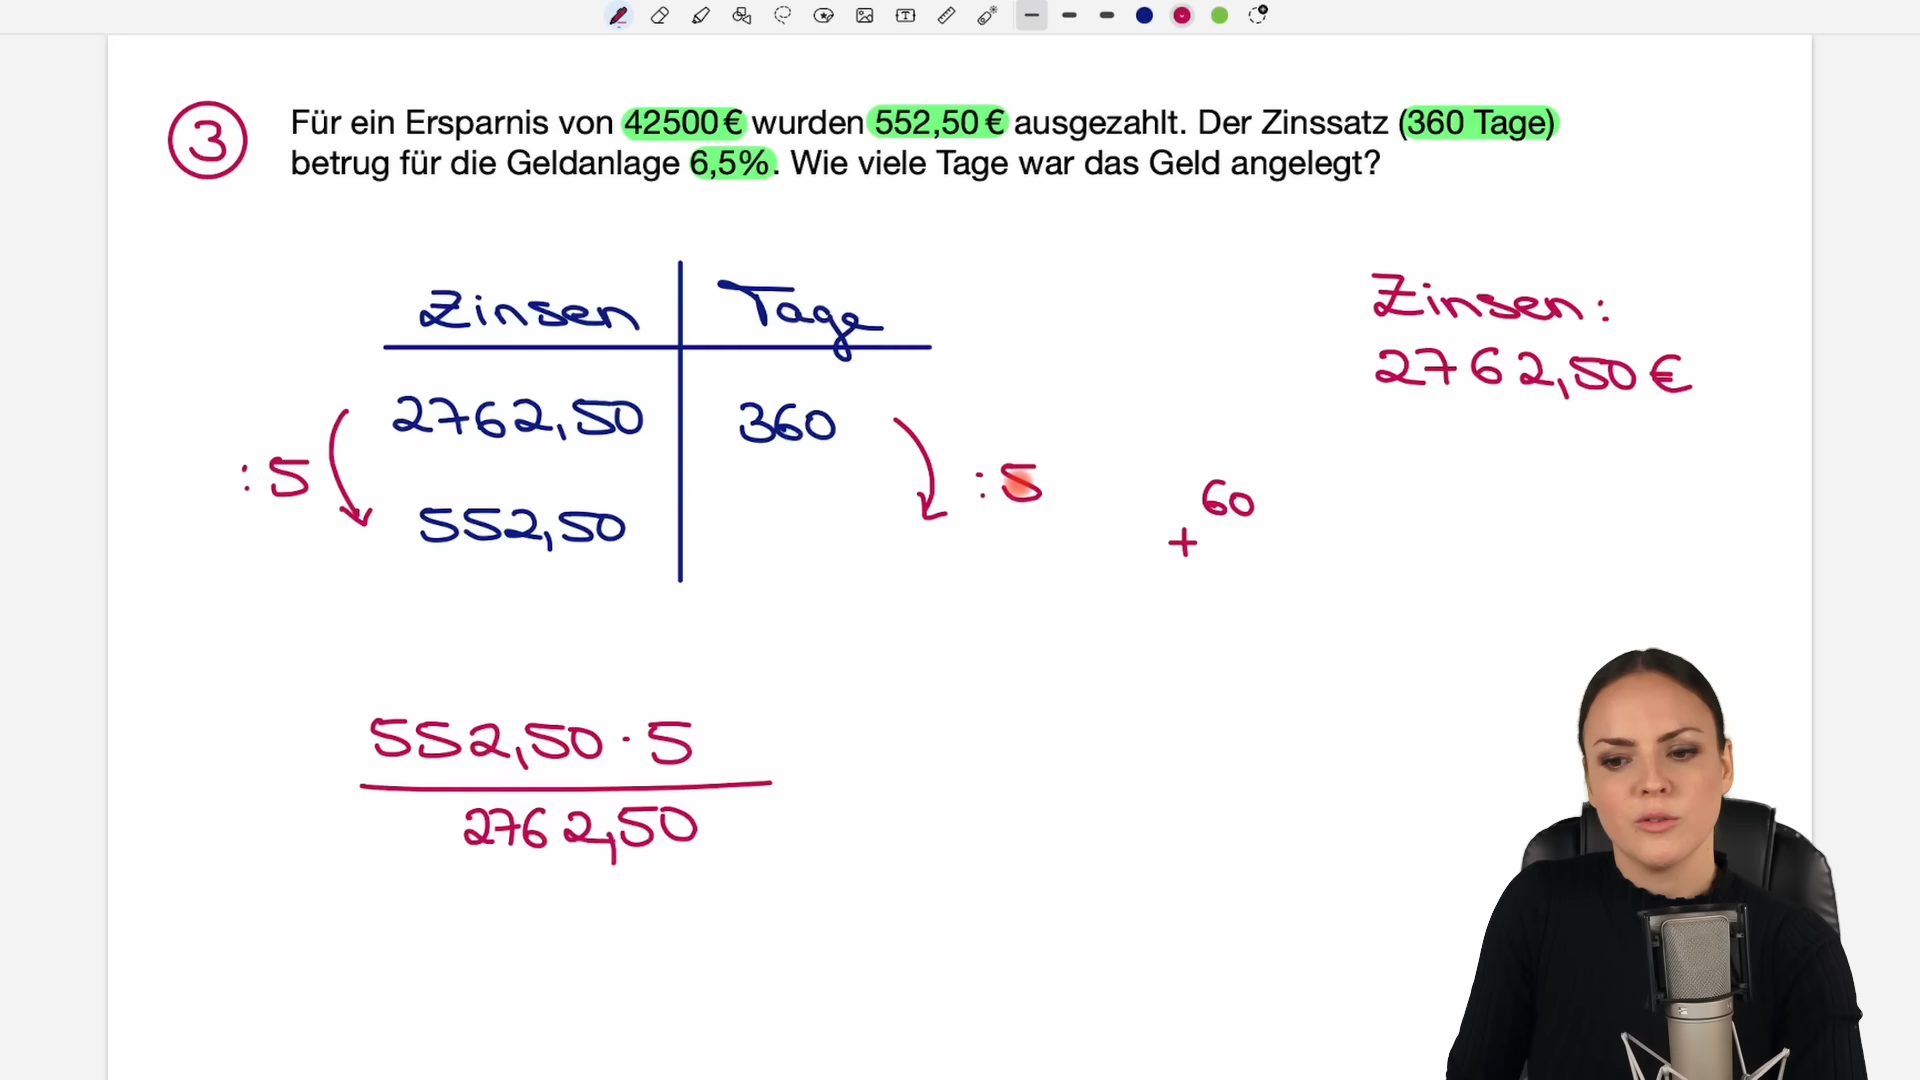 3 Für ein Ersparnis von 42500 € wurden 552,50 € ausgezahlt. Der Zinssatz (360 Tage)
betrug für die Geldanlage 6,5%. Wie viele Tage war das Geld angelegt?
Zinsen Tage
2762,50 360
:5 :5
552,50
Zinsen:
2762,50 €
60
+
552,50 · 5
2762,50